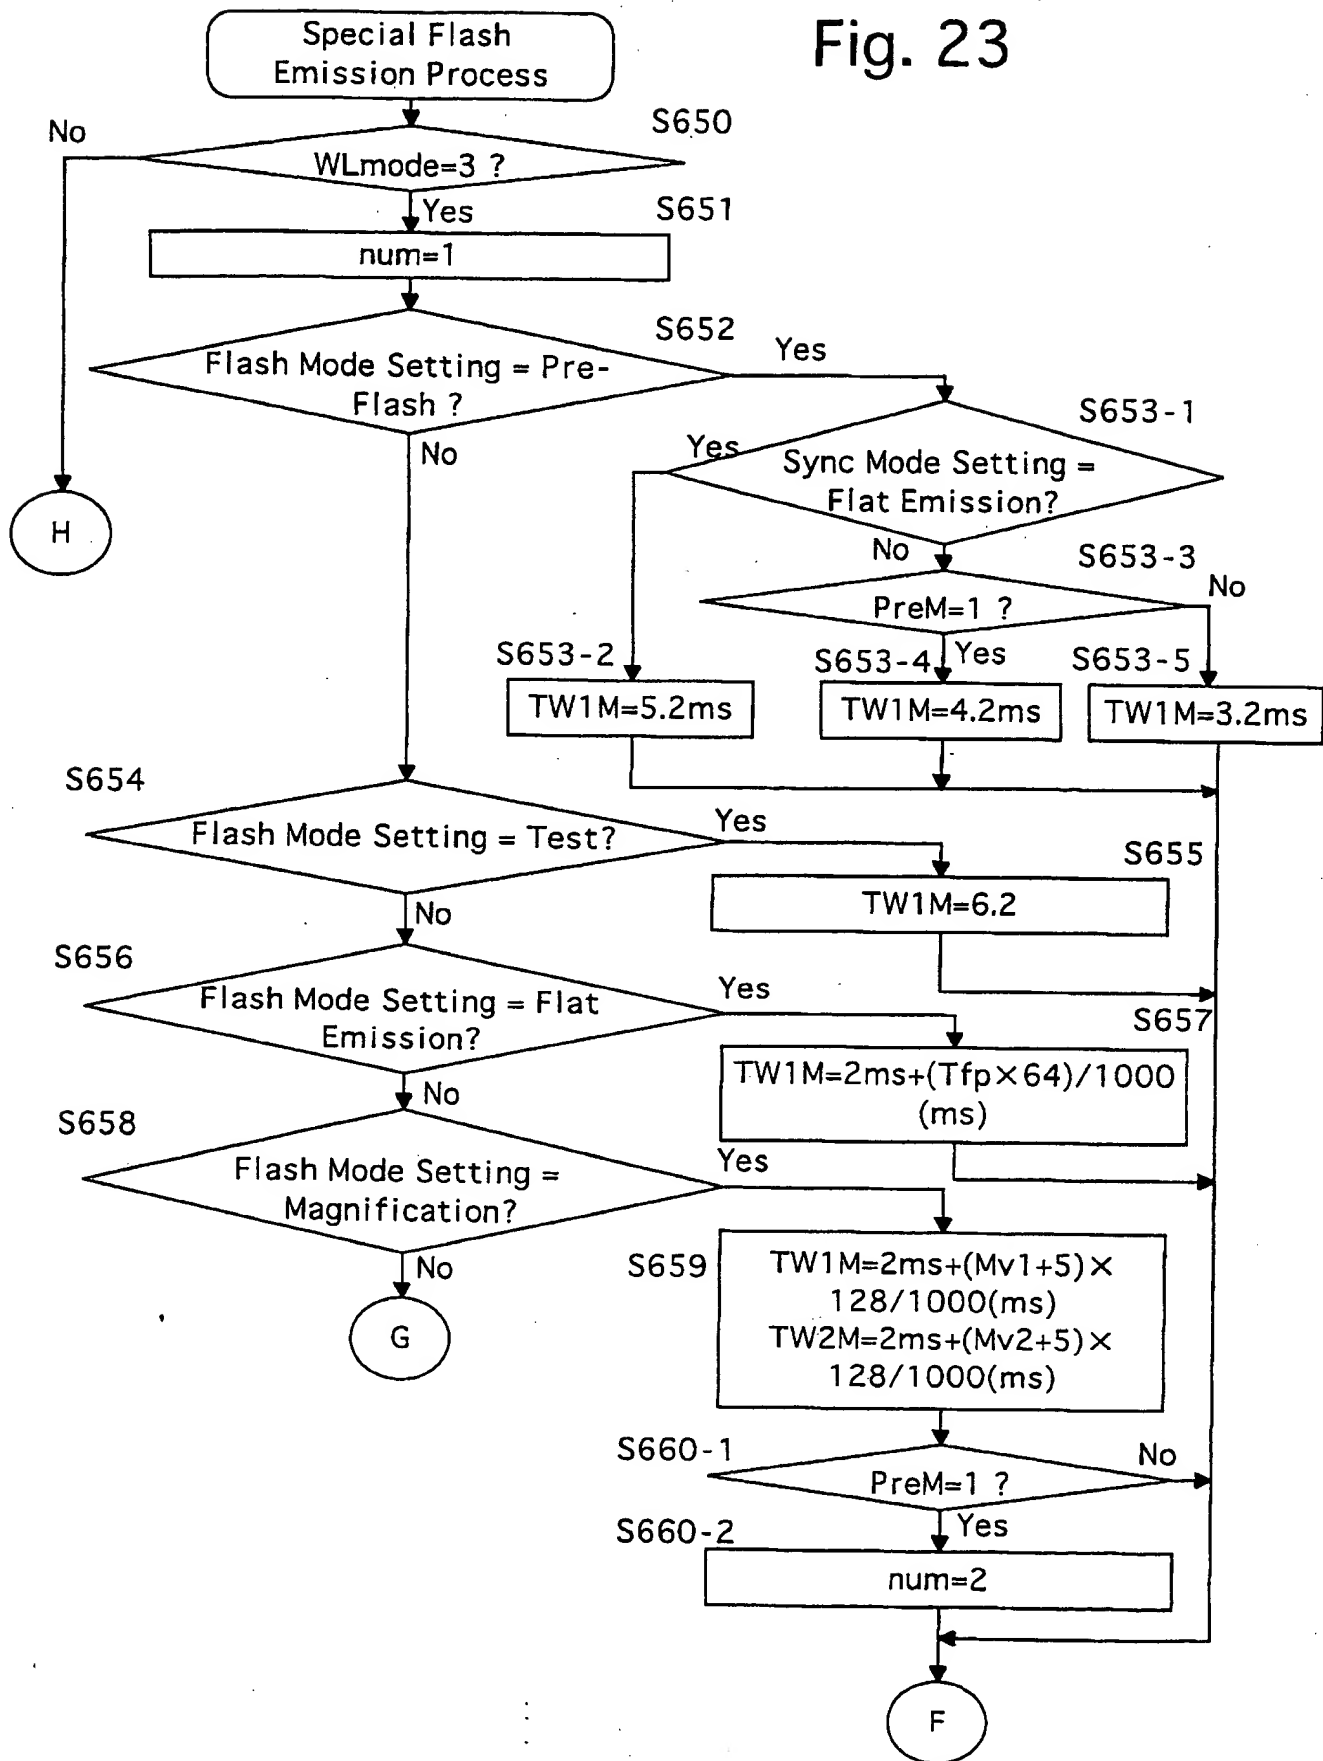 Fig. 23
Special Flash
Emission Process
No
S650
WLmode=3 ?
Yes
S651
num=1
S652
Flash Mode Setting = Pre-
Flash ?
Yes
No
S653-1
Yes
Sync Mode Setting =
Flat Emission?
H
No
S653-3
PreM=1 ?
No
S653-2
S653-4
Yes
S653-5
TW1M=5.2ms
TW1M=4.2ms
TW1M=3.2ms
S654
Flash Mode Setting = Test?
Yes
S655
TW1M=6.2
No
S656
Flash Mode Setting = Flat
Emission?
Yes
S657
TW1M=2ms+(Tfp×64)/1000
(ms)
No
S658
Flash Mode Setting =
Magnification?
Yes
S659
TW1M=2ms+(Mv1+5)×
128/1000(ms)
TW2M=2ms+(Mv2+5)×
128/1000(ms)
No
G
S660-1
PreM=1 ?
No
Yes
S660-2
num=2
F